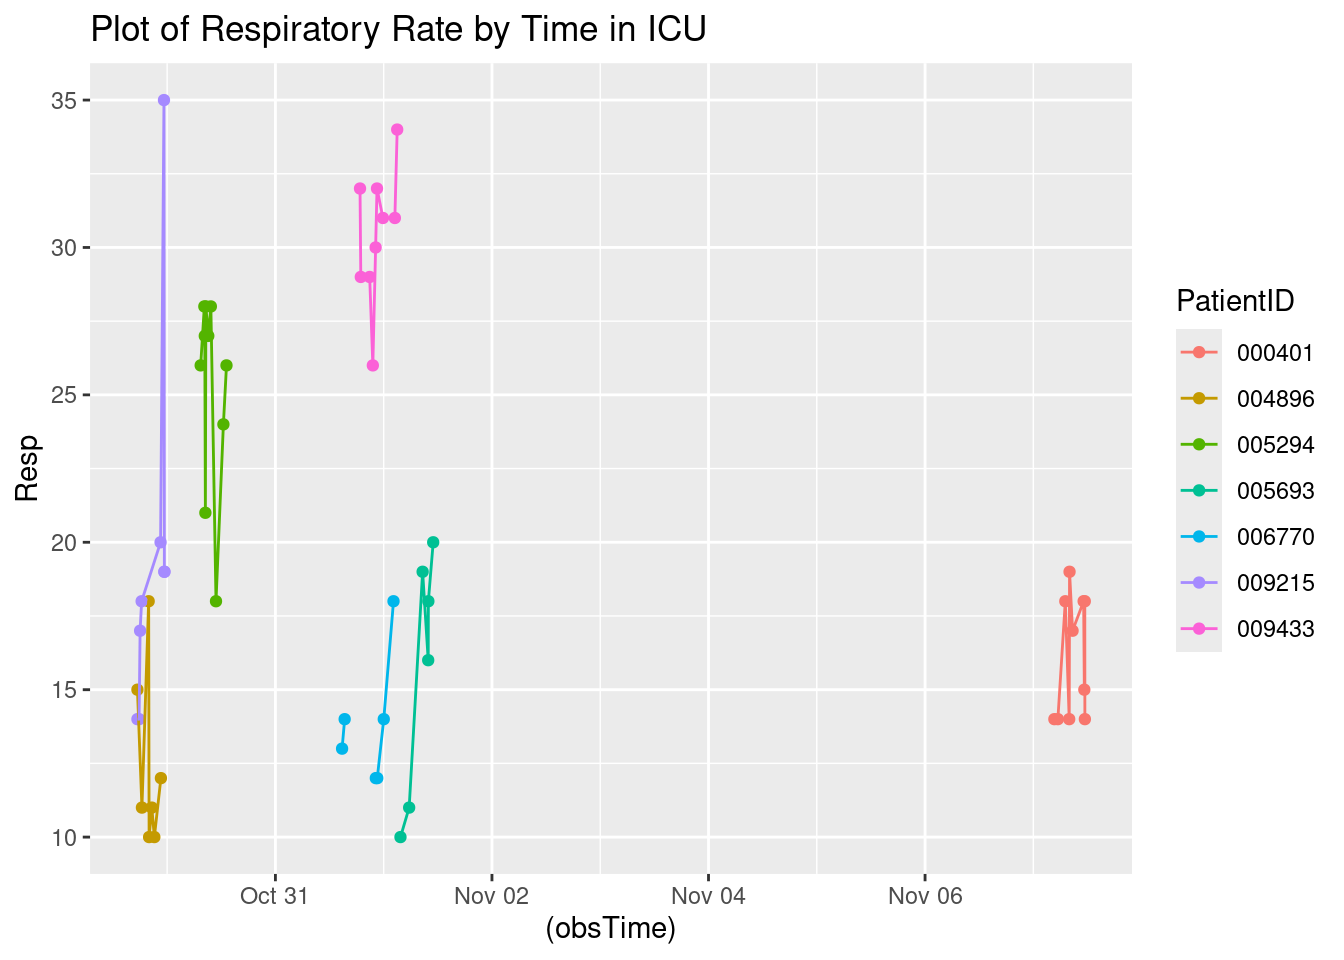 Plot of Respiratory Rate by Time in ICU
35
30
25
20
15
10
Resp
Oct 31
Nov 02
Nov 04
Nov 06
(obsTime)
PatientID
000401
004896
005294
005693
006770
009215
009433